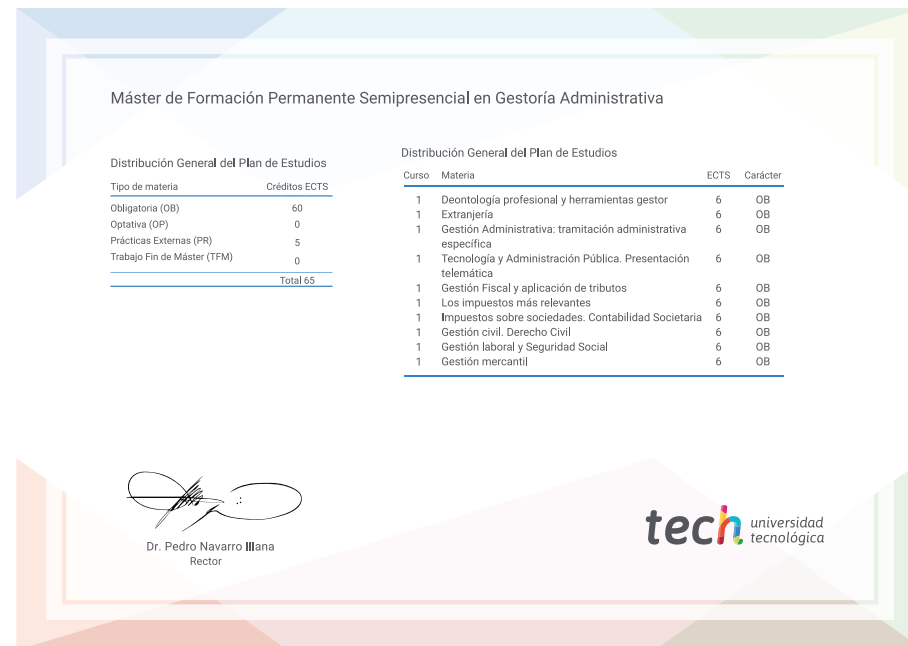 Máster de Formación Permanente Semipresencial en Gestoría Administrativa
Distribución General del Plan de Estudios
Tipo de materia Créditos ECTS
Obligatoria (OB) 60
Optativa (OP) 0
Prácticas Externas (PR) 5
Trabajo Fin de Máster (TFM) 0
Total 65
Distribución General del Plan de Estudios
Curso Materia ECTS Carácter
1 Deontología profesional y herramientas gestor 6 OB
1 Extranjería 6 OB
1 Gestión Administrativa: tramitación administrativa 6 OB
específica
1 Tecnología y Administración Pública. Presentación 6 OB
telemática
1 Gestión Fiscal y aplicación de tributos 6 OB
1 Los impuestos más relevantes 6 OB
1 Impuestos sobre sociedades. Contabilidad Societaria 6 OB
1 Gestión civil. Derecho Civil 6 OB
1 Gestión laboral y Seguridad Social 6 OB
1 Gestión mercantil 6 OB
Dr. Pedro Navarro Illana
Rector
tech universidad
tecnológica